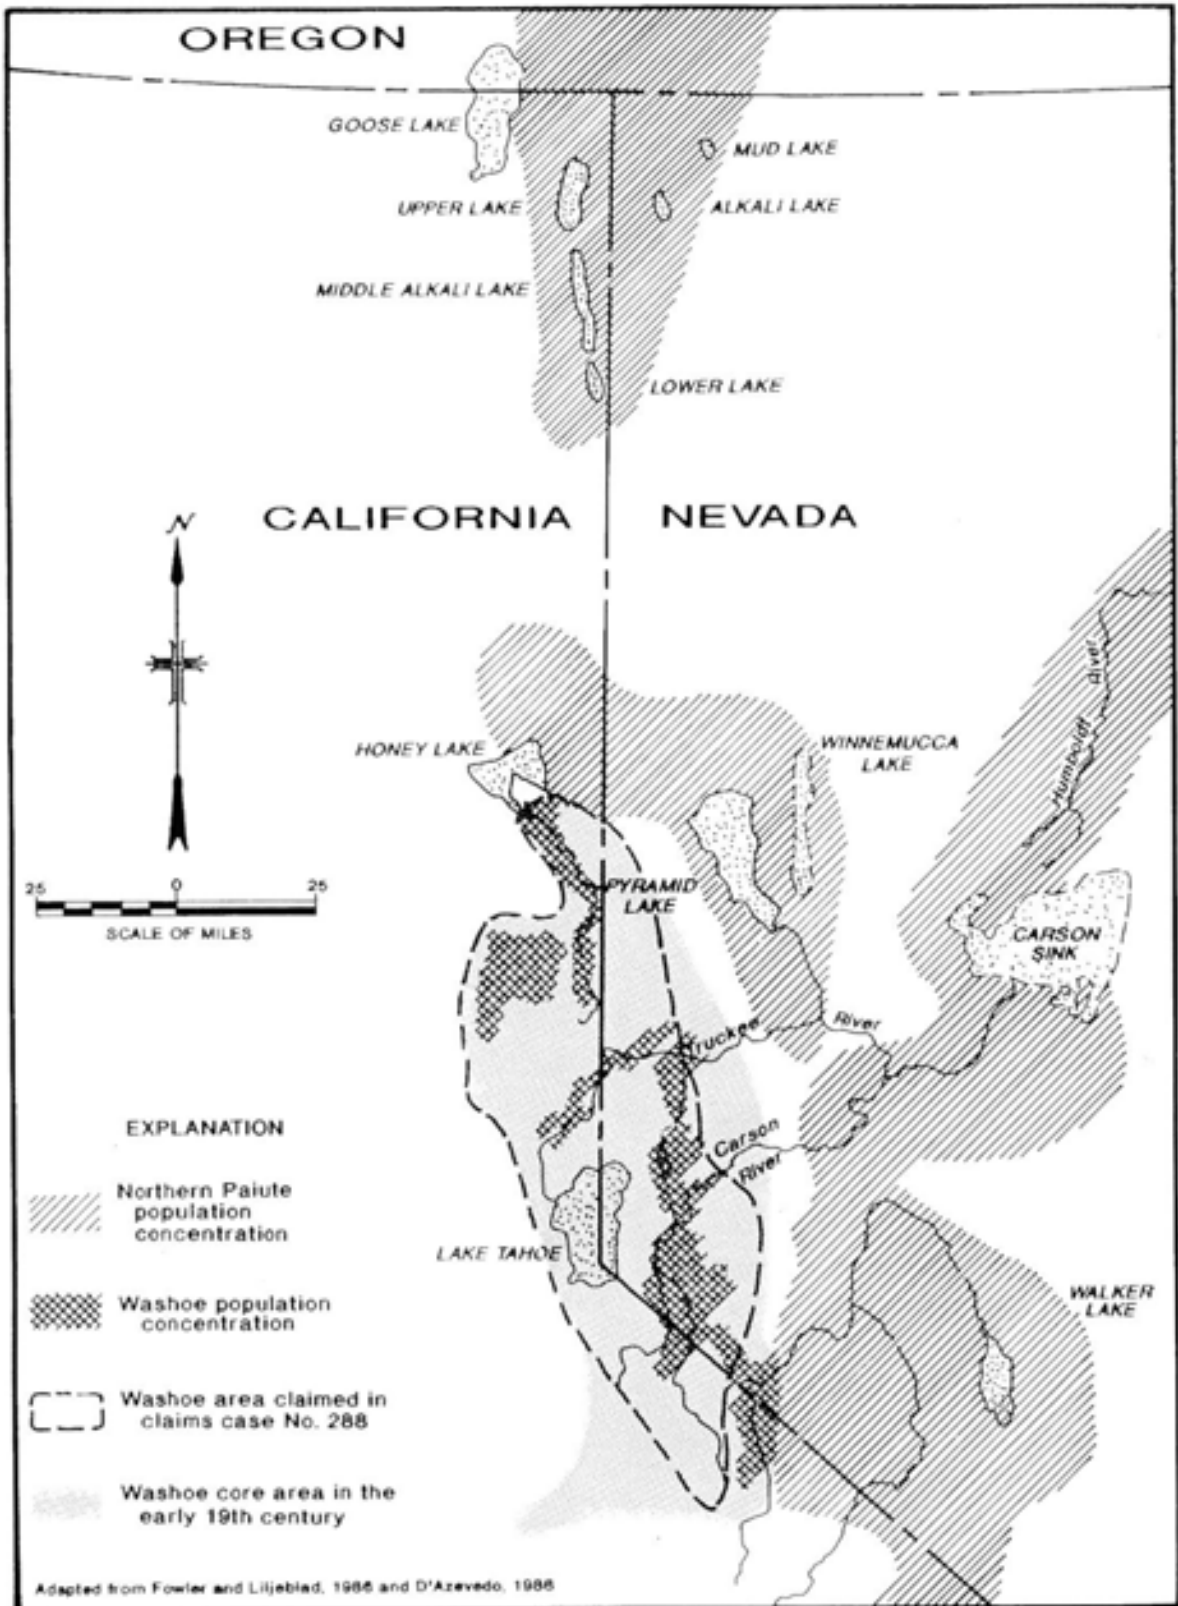 OREGON
GOOSE LAKE
MUD LAKE
UPPER LAKE
ALKALI LAKE
MIDDLE ALKALI LAKE
LOWER LAKE
CALIFORNIA
NEVADA
N
HONEY LAKE
WINNEMUCCA
LAKE
Humboldt River
25 0 25
SCALE OF MILES
PYRAMID
LAKE
CARSON
SINK
Truckee River
Carson
River
LAKE TAHOE
WALKER
LAKE
EXPLANATION
Northern Paiute
population
concentration
Washoe population
concentration
Washoe area claimed in
claims case No. 288
Washoe core area in the
early 19th century
Adapted from Fowler and Liljeblad, 1986 and D'Azevedo, 1986